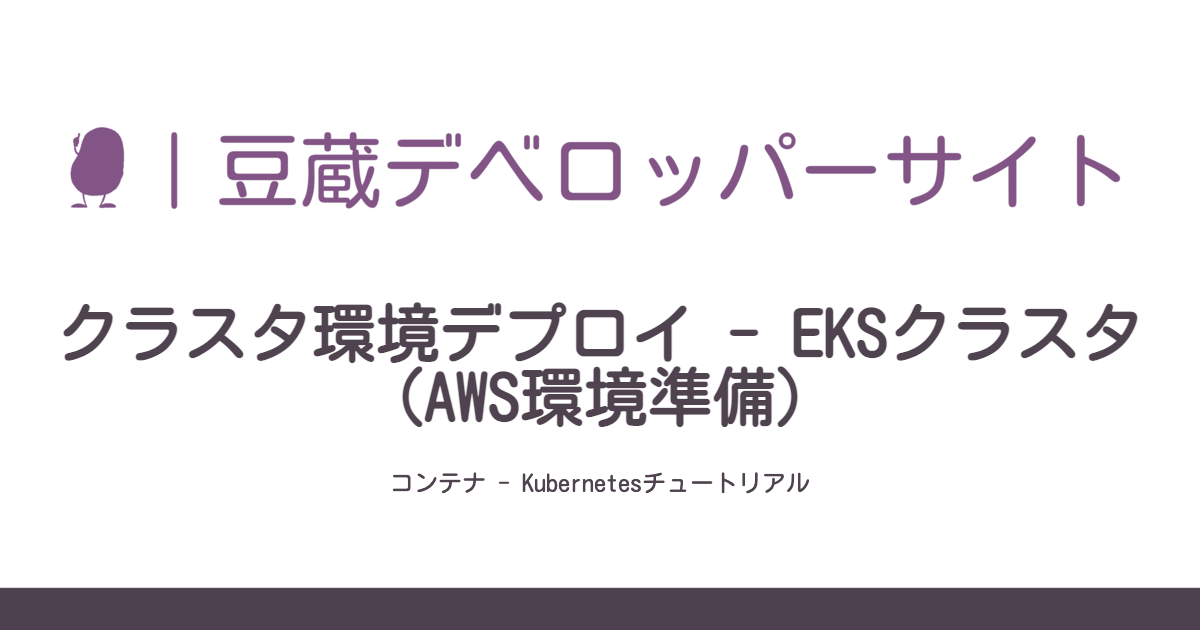 |豆蔵デベロッパーサイト
クラスタ環境デプロイ - EKSクラスタ
(AWS環境準備)
コンテナ - Kubernetesチュートリアル